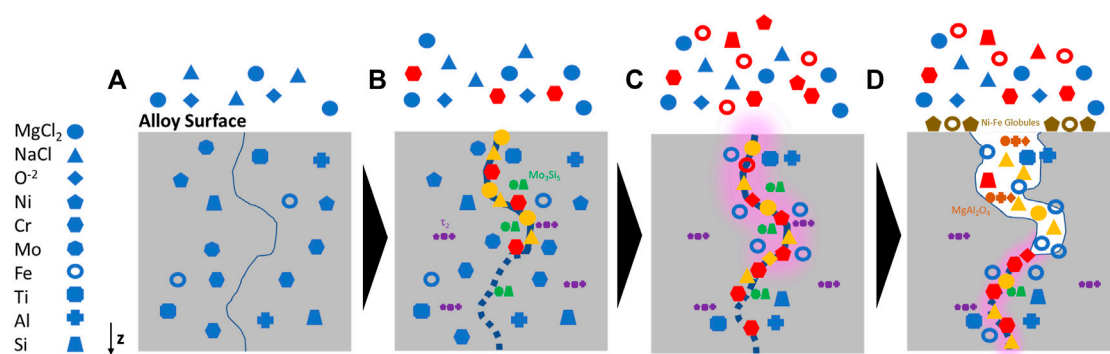 A
B
C
D
Alloy Surface
Ni-Fe Globules
MgCl2
NaCl
O-2
Ni
Cr
Mo
Fe
Ti
Al
Si
z
Mo3Si5
τ2
MgAl2O4